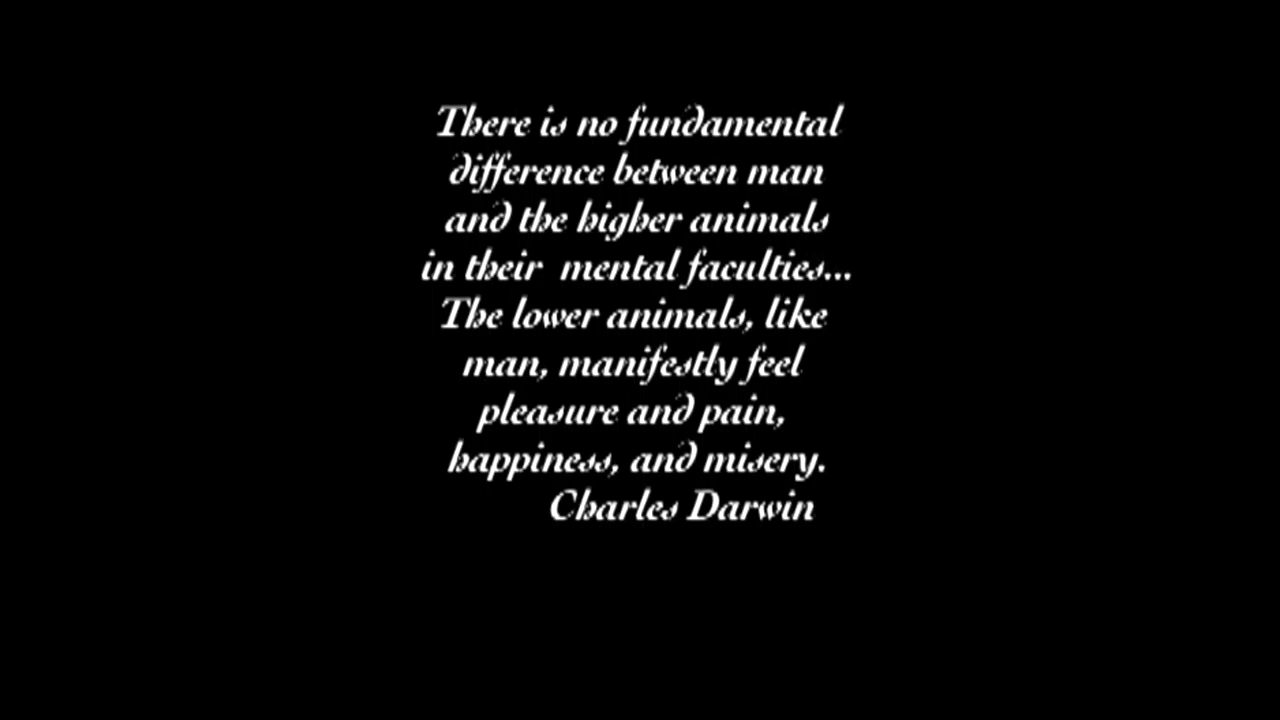 There is no fundamental
difference between man
and the higher animals
in their mental faculties...
The lower animals, like
man, manifestly feel
pleasure and pain,
happiness, and misery.
Charles Darwin